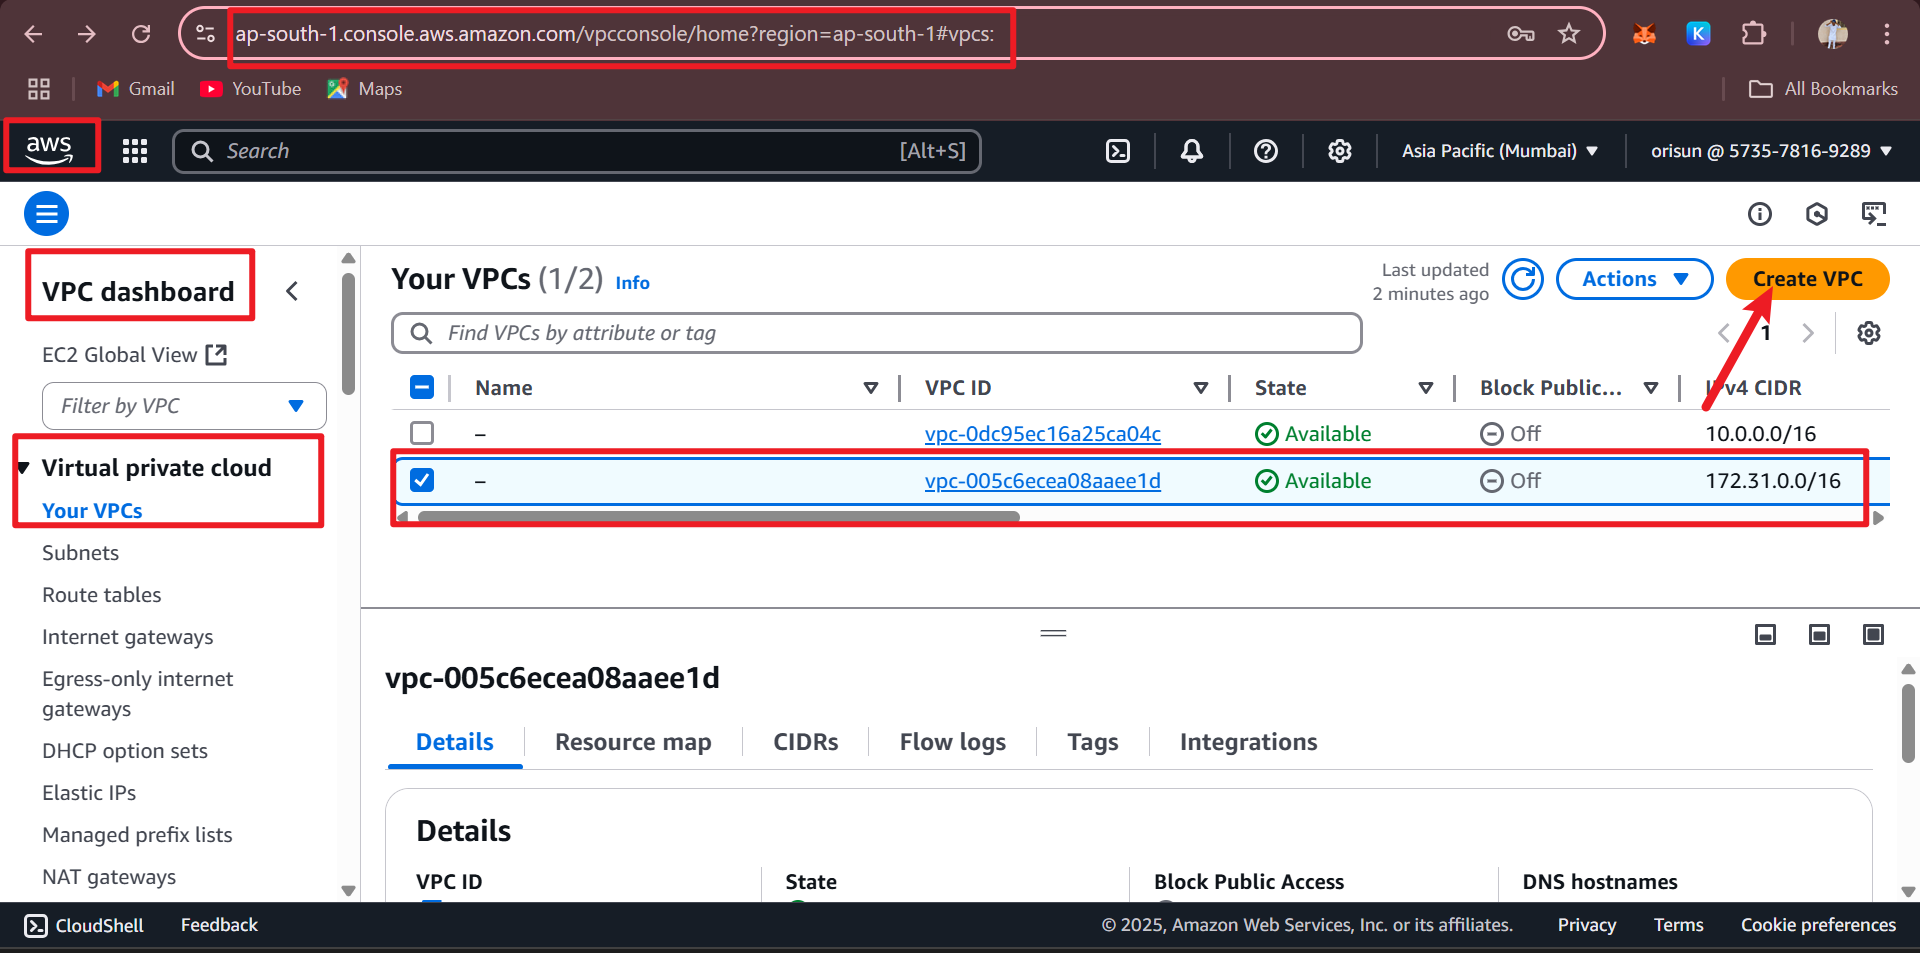 ap-south-1.console.aws.amazon.com/vpcconsole/home?region=ap-south-1#vpcs:
K
Gmail
YouTube
Maps
All Bookmarks
aws
Search
[Alt+S]
Asia Pacific (Mumbai)
orisun @ 5735-7816-9289
VPC dashboard
EC2 Global View
Filter by VPC
Virtual private cloud
Your VPCs
Subnets
Route tables
Internet gateways
Egress-only internet
gateways
DHCP option sets
Elastic IPs
Managed prefix lists
NAT gateways
Your VPCs (1/2) Info
Last updated
2 minutes ago
Actions
Create VPC
Find VPCs by attribute or tag
1
Name VPC ID State Block Public... IPv4 CIDR
– vpc-0dc95ec16a25ca04c Available Off 10.0.0.0/16
– vpc-005c6ecea08aaee1d Available Off 172.31.0.0/16
vpc-005c6ecea08aaee1d
Details Resource map CIDRs Flow logs Tags Integrations
Details
VPC ID State Block Public Access DNS hostnames
CloudShell Feedback © 2025, Amazon Web Services, Inc. or its affiliates. Privacy Terms Cookie preferences